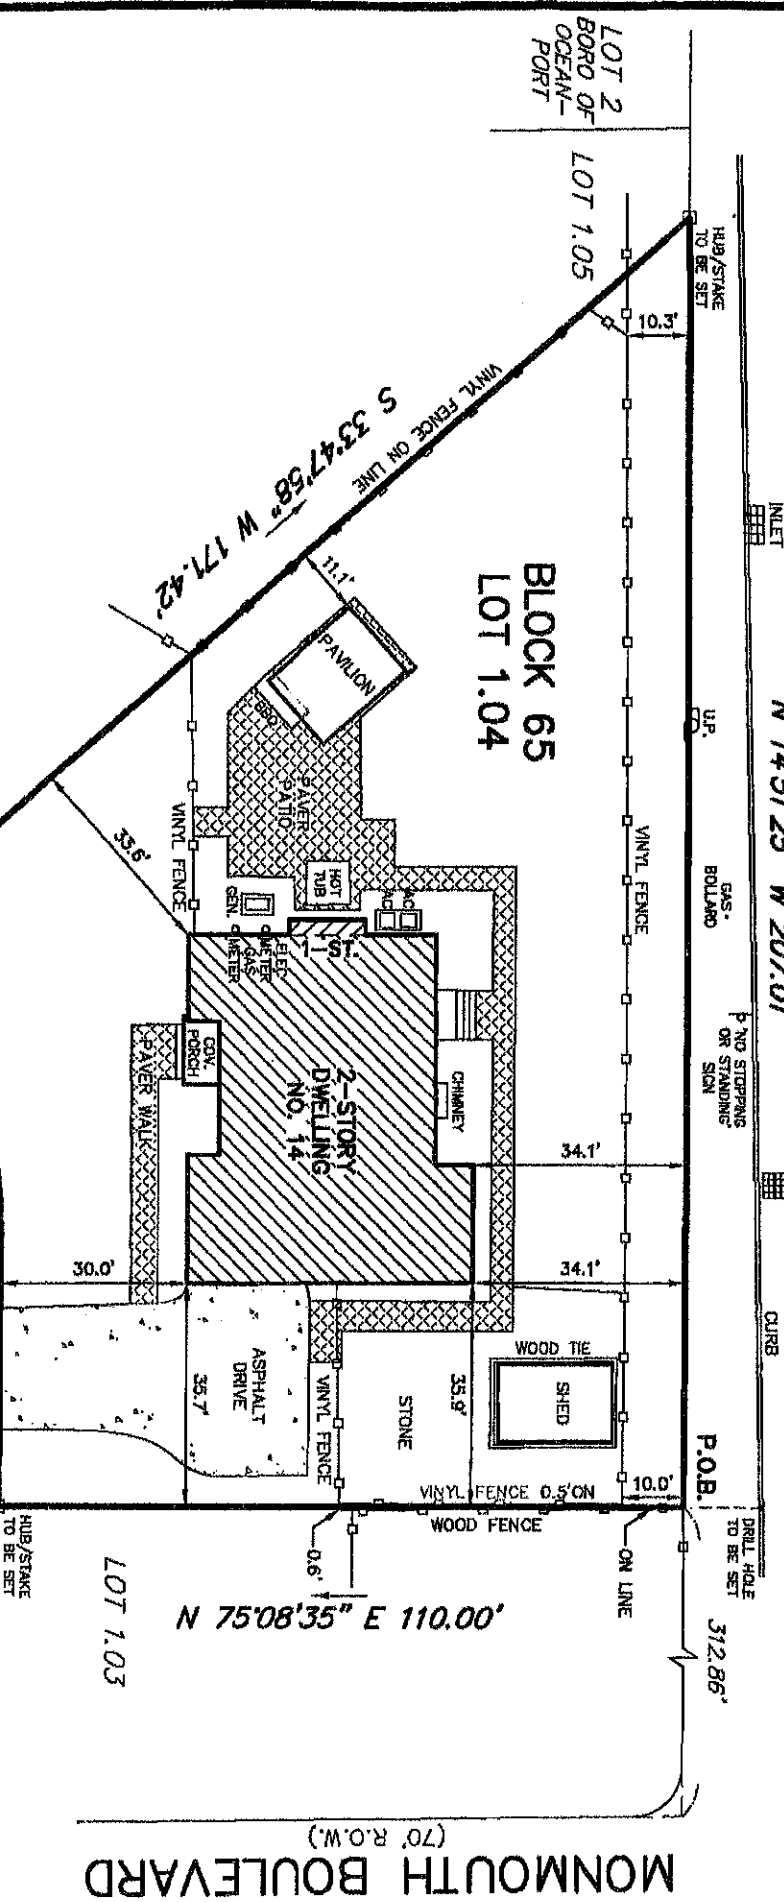 LOT 2
BORO OF
OCEAN-
PORT
LOT 1.05
HUB/STAKE
TO BE SET
10.3'
INLET
VINYL FENCE ON LINE
S 33°47'58" W 171.42'
11.1'
BLOCK 65
LOT 1.04
PAVILION
BBQ
PAVER
PATIO
U.P.
VINYL FENCE
GAS
BOLLARD
"NO STOPPING
OR STANDING"
SIGN
33.6'
VINYL FENCE
HOT
TUB
AC
AC
GEN.
ELEC
METER
GAS
METER
1-ST.
COV.
PORCH
PAVER WALK
2-STORY
DWELLING
NO. 14
CHIMNEY
34.1'
34.1'
30.0'
CURB
WOOD TIE
SHED
ASPHALT
DRIVE
35.7'
VINYL FENCE
STONE
35.9'
VINYL FENCE 0.5'ON
WOOD FENCE
10.0'
P.O.B.
DRILL HOLE
TO BE SET
ON LINE
0.6'
HUB/STAKE
TO BE SET
LOT 1.03
N 75°08'35" E 110.00'
312.86'
(70' R.O.W.)
MONMOUTH BOULEVARD